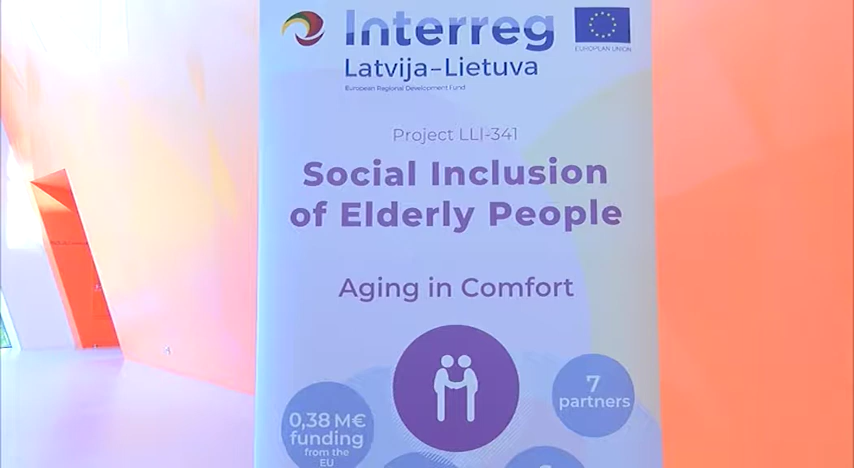 Interreg
EUROPEAN UNION
Latvija–Lietuva
European Regional Development Fund
Project LLI-341
Social Inclusion
of Elderly People
Aging in Comfort
7
partners
0,38 M€
funding
from the
EU